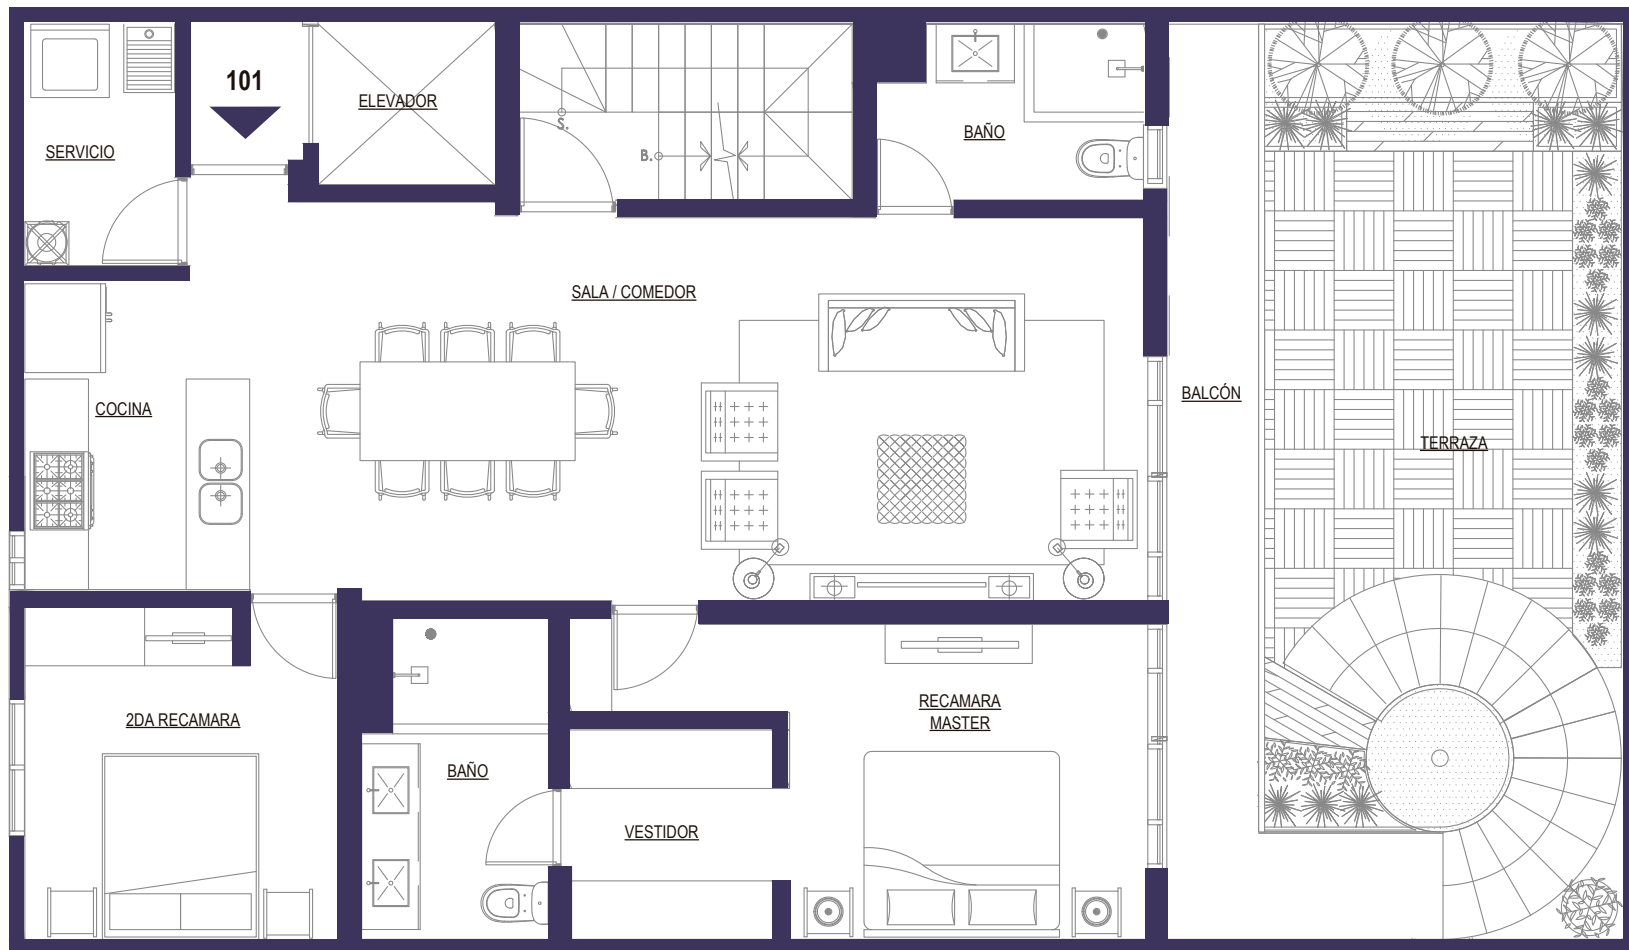 101
ELEVADOR
S.
B.
BAÑO
SERVICIO
SALA / COMEDOR
COCINA
BALCÓN
TERRAZA
2DA RECAMARA
RECAMARA
MASTER
BAÑO
VESTIDOR